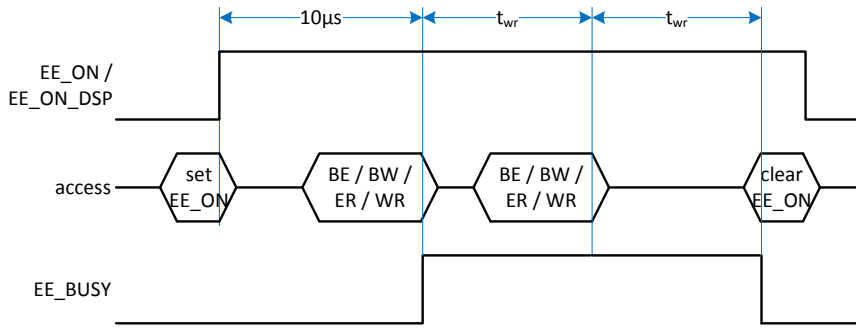 10µs
twr
twr
EE_ON /
EE_ON_DSP
access
set
EE_ON
BE / BW /
ER / WR
BE / BW /
ER / WR
clear
EE_ON
EE_BUSY